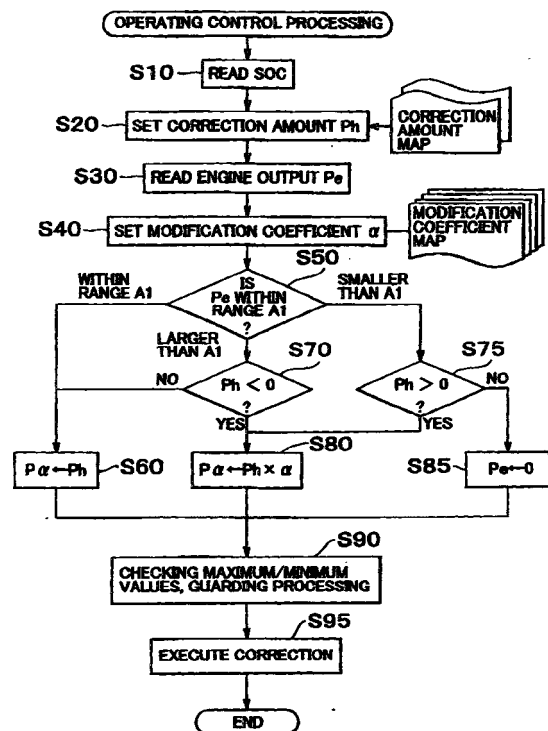 OPERATING CONTROL PROCESSING
S10
READ SOC
S20
SET CORRECTION AMOUNT Ph
CORRECTION
AMOUNT
MAP
S30
READ ENGINE OUTPUT Pe
S40
SET MODIFICATION COEFFICIENT α
MODIFICATION
COEFFICIENT
MAP
S50
WITHIN
RANGE A1
IS
Pe WITHIN
RANGE A1
?
SMALLER
THAN A1
LARGER
THAN A1
S70
S75
NO
Ph < 0
?
YES
Ph > 0
?
NO
YES
S60
Pα←Ph
S80
Pα←Ph × α
S85
Pe←0
S90
CHECKING MAXIMUM/MINIMUM
VALUES, GUARDING PROCESSING
S95
EXECUTE CORRECTION
END